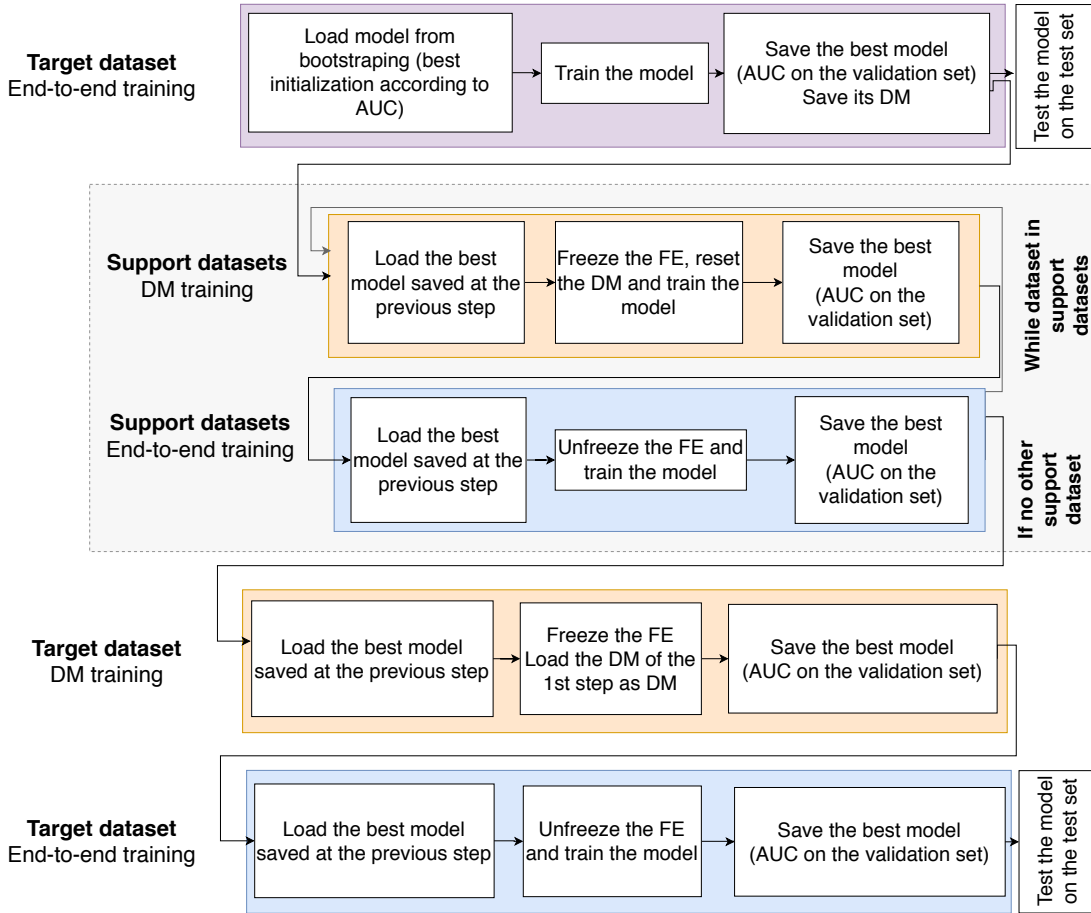 Target dataset
End-to-end training
Load model from
bootstraping (best
initialization according to
AUC)
Train the model
Save the best model
(AUC on the validation set)
Save its DM
Test the model
on the test set
Support datasets
DM training
Load the best
model saved at the
previous step
Freeze the FE, reset
the DM and train the
model
Save the best
model
(AUC on the
validation set)
While dataset in
support
datasets
Support datasets
End-to-end training
Load the best
model saved at the
previous step
Unfreeze the FE and
train the model
Save the best
model
(AUC on the
validation set)
If no other
support
dataset
Target dataset
DM training
Load the best model
saved at the previous step
Freeze the FE
Load the DM of the
1st step as DM
Save the best model
(AUC on the validation set)
Target dataset
End-to-end training
Load the best model
saved at the previous step
Unfreeze the FE
and train the model
Save the best model
(AUC on the validation set)
Test the model
on the test set